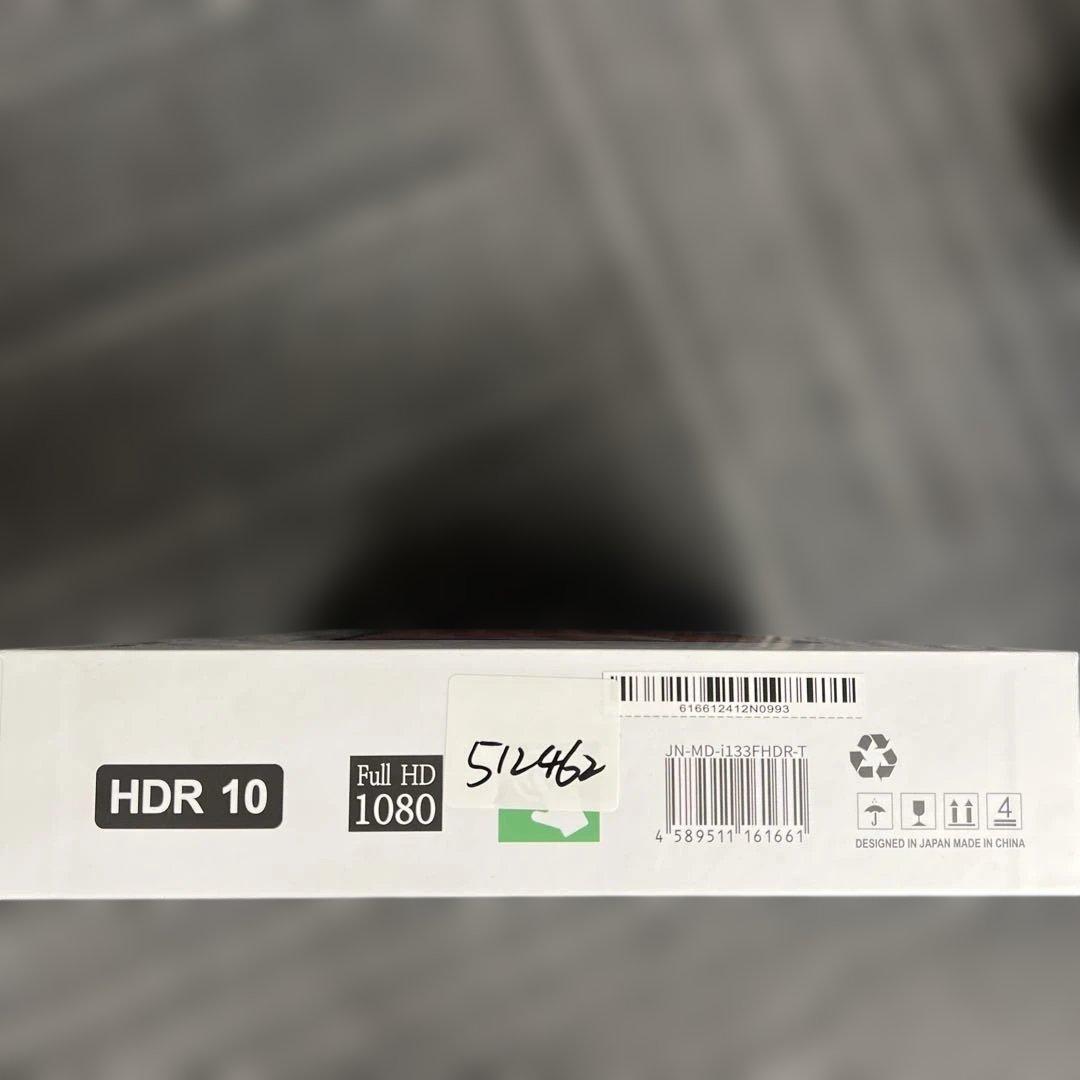 616612412N0993
JN-MD-i133FHDR-T
512462
HDR 10
Full HD
1080
4 589511 161661
4
DESIGNED IN JAPAN MADE IN CHINA